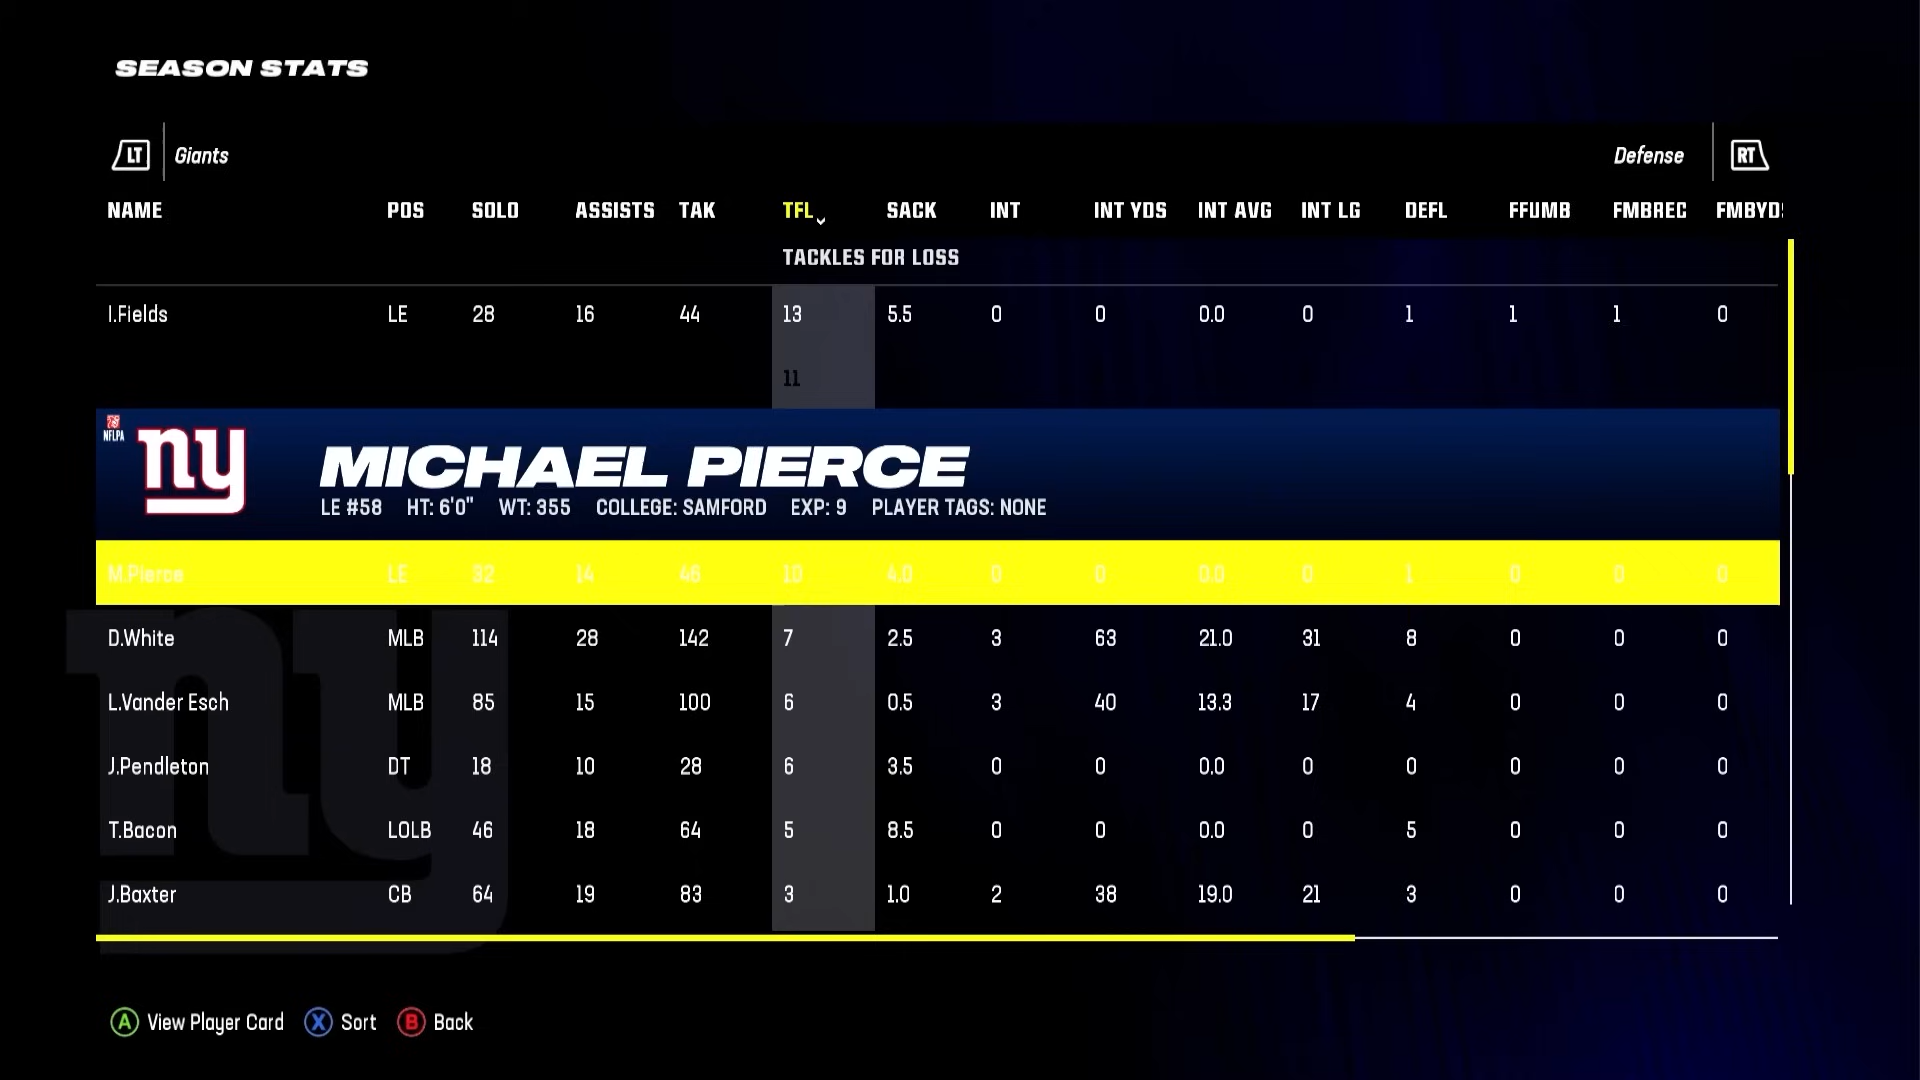 SEASON STATS
LT Giants Defense RT
NAME POS SOLO ASSISTS TAK TFL SACK INT INT YDS INT AVG INT LG DEFL FFUMB FMBREC FMBYDS
TACKLES FOR LOSS
I.Fields LE 28 16 44 13 5.5 0 0 0.0 0 1 1 1 0
11
NFLPA
ny
MICHAEL PIERCE
LE #58 HT: 6'0" WT: 355 COLLEGE: SAMFORD EXP: 9 PLAYER TAGS: NONE
M.Pierce LE 32 14 46 10 4.0 0 0 0.0 0 1 0 0 0
D.White MLB 114 28 142 7 2.5 3 63 21.0 31 8 0 0 0
L.Vander Esch MLB 85 15 100 6 0.5 3 40 13.3 17 4 0 0 0
J.Pendleton DT 18 10 28 6 3.5 0 0 0.0 0 0 0 0 0
T.Bacon LOLB 46 18 64 5 8.5 0 0 0.0 0 5 0 0 0
J.Baxter CB 64 19 83 3 1.0 2 38 19.0 21 3 0 0 0
A View Player Card X Sort B Back